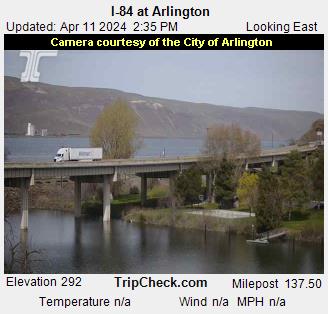 I-84 at Arlington
Updated: Apr 11 2024 2:35 PM Looking East
Camera courtesy of the City of Arlington
Elevation 292 TripCheck.com Milepost 137.50
Temperature n/a Wind n/a MPH n/a